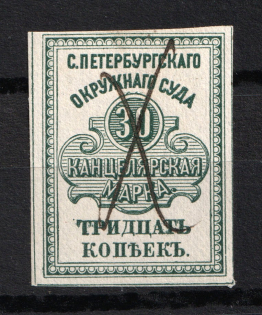 С. ПЕТЕРБУРГСКАГО
ОКРУЖНАГО СУДА
30
КАНЦЕЛЯРСКАЯ
МАРКА.
ТРИДЦАТЬ
КОПѢЕКЪ.